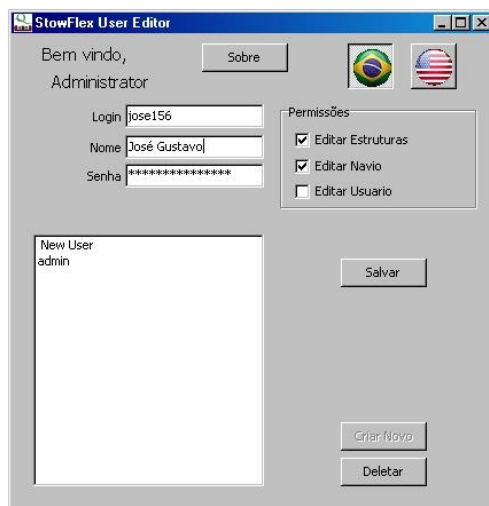 StowFlex User Editor
Bem vindo,
Administrator
Sobre
Login jose156
Nome José Gustavo
Senha ***************
Permissões
Editar Estruturas
Editar Navio
Editar Usuario
New User
admin
Salvar
Criar Novo
Deletar